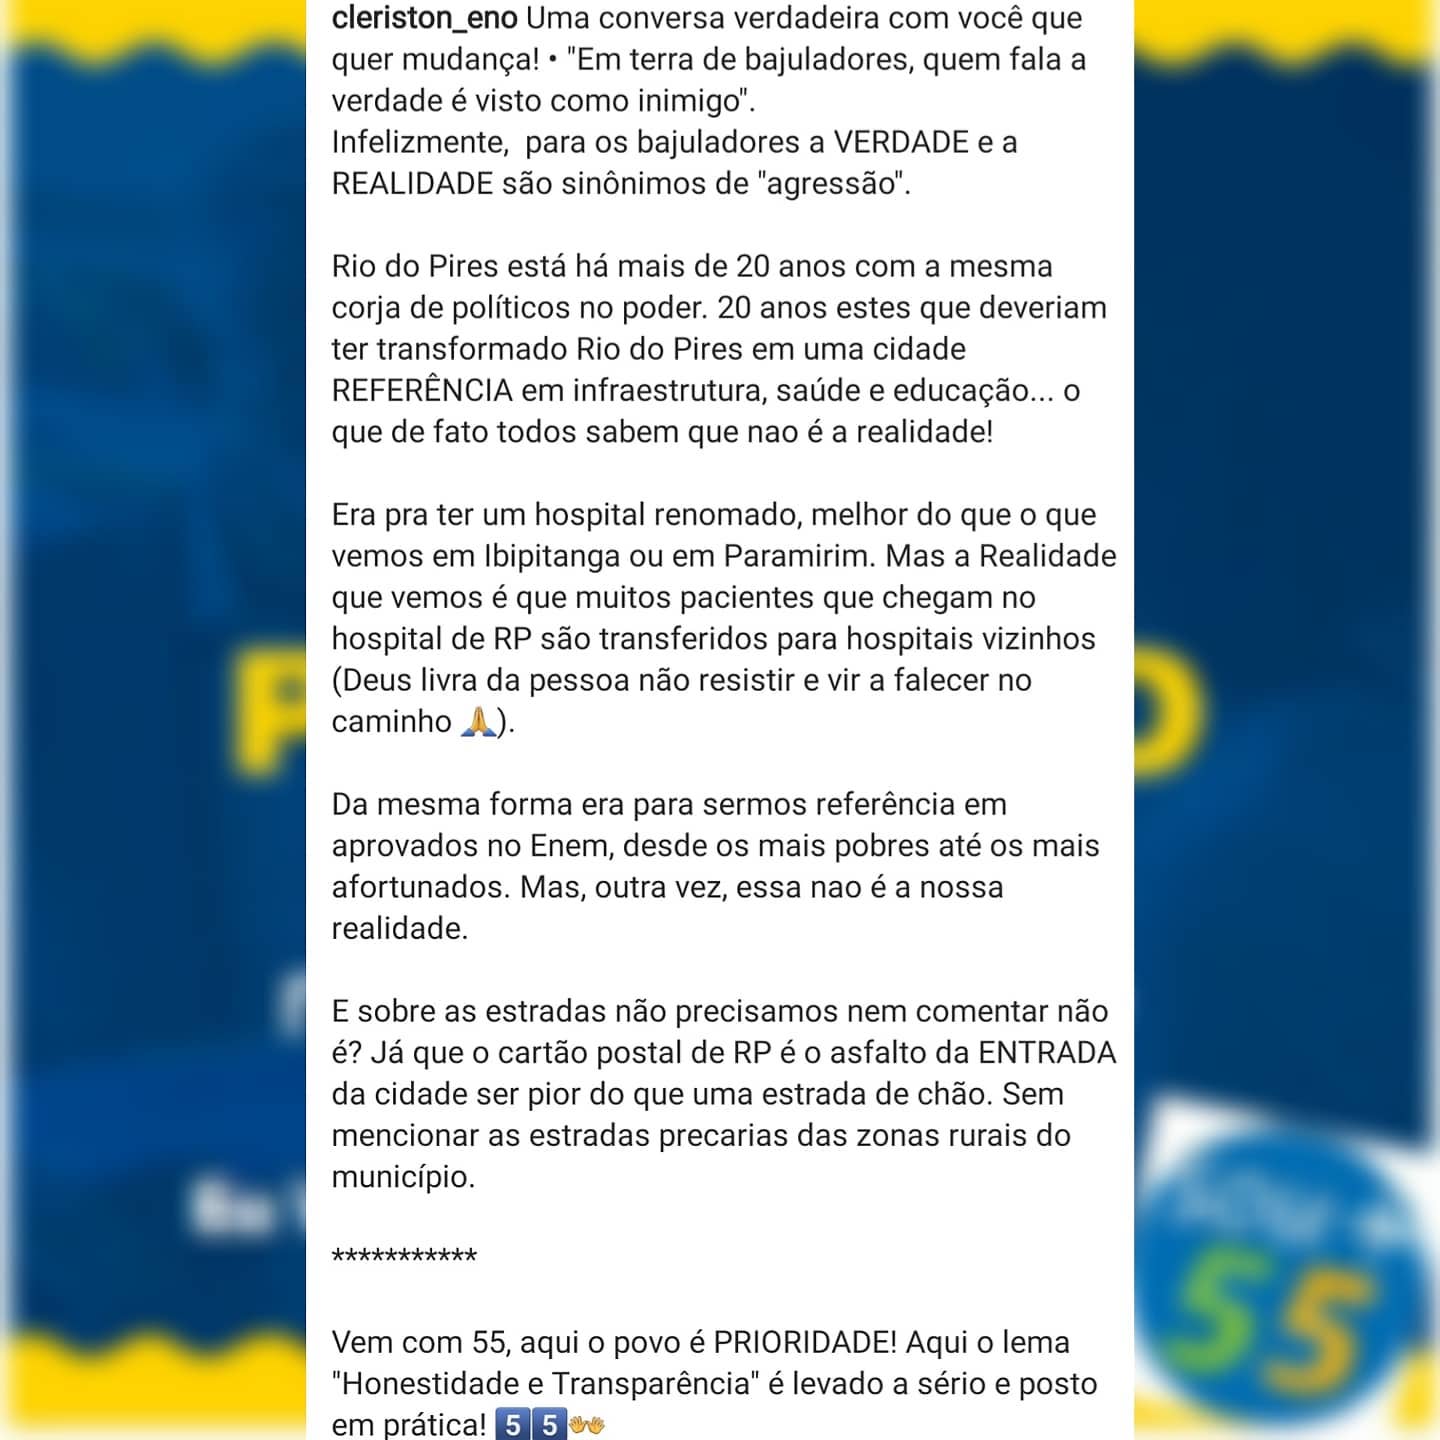 cleriston_eno Uma conversa verdadeira com você que
quer mudança! • "Em terra de bajuladores, quem fala a
verdade é visto como inimigo".
Infelizmente,  para os bajuladores a VERDADE e a
REALIDADE são sinônimos de "agressão".
Rio do Pires está há mais de 20 anos com a mesma
corja de políticos no poder. 20 anos estes que deveriam
ter transformado Rio do Pires em uma cidade
REFERÊNCIA em infraestrutura, saúde e educação... o
que de fato todos sabem que nao é a realidade!
Era pra ter um hospital renomado, melhor do que o que
vemos em Ibipitanga ou em Paramirim. Mas a Realidade
que vemos é que muitos pacientes que chegam no
hospital de RP são transferidos para hospitais vizinhos
(Deus livra da pessoa não resistir e vir a falecer no
caminho 🙏).
Da mesma forma era para sermos referência em
aprovados no Enem, desde os mais pobres até os mais
afortunados. Mas, outra vez, essa nao é a nossa
realidade.
E sobre as estradas não precisamos nem comentar não
é? Já que o cartão postal de RP é o asfalto da ENTRADA
da cidade ser pior do que uma estrada de chão. Sem
mencionar as estradas precarias das zonas rurais do
município.
***********
Vem com 55, aqui o povo é PRIORIDADE! Aqui o lema
"Honestidade e Transparência" é levado a sério e posto
em prática! 5️⃣5️⃣👐
55